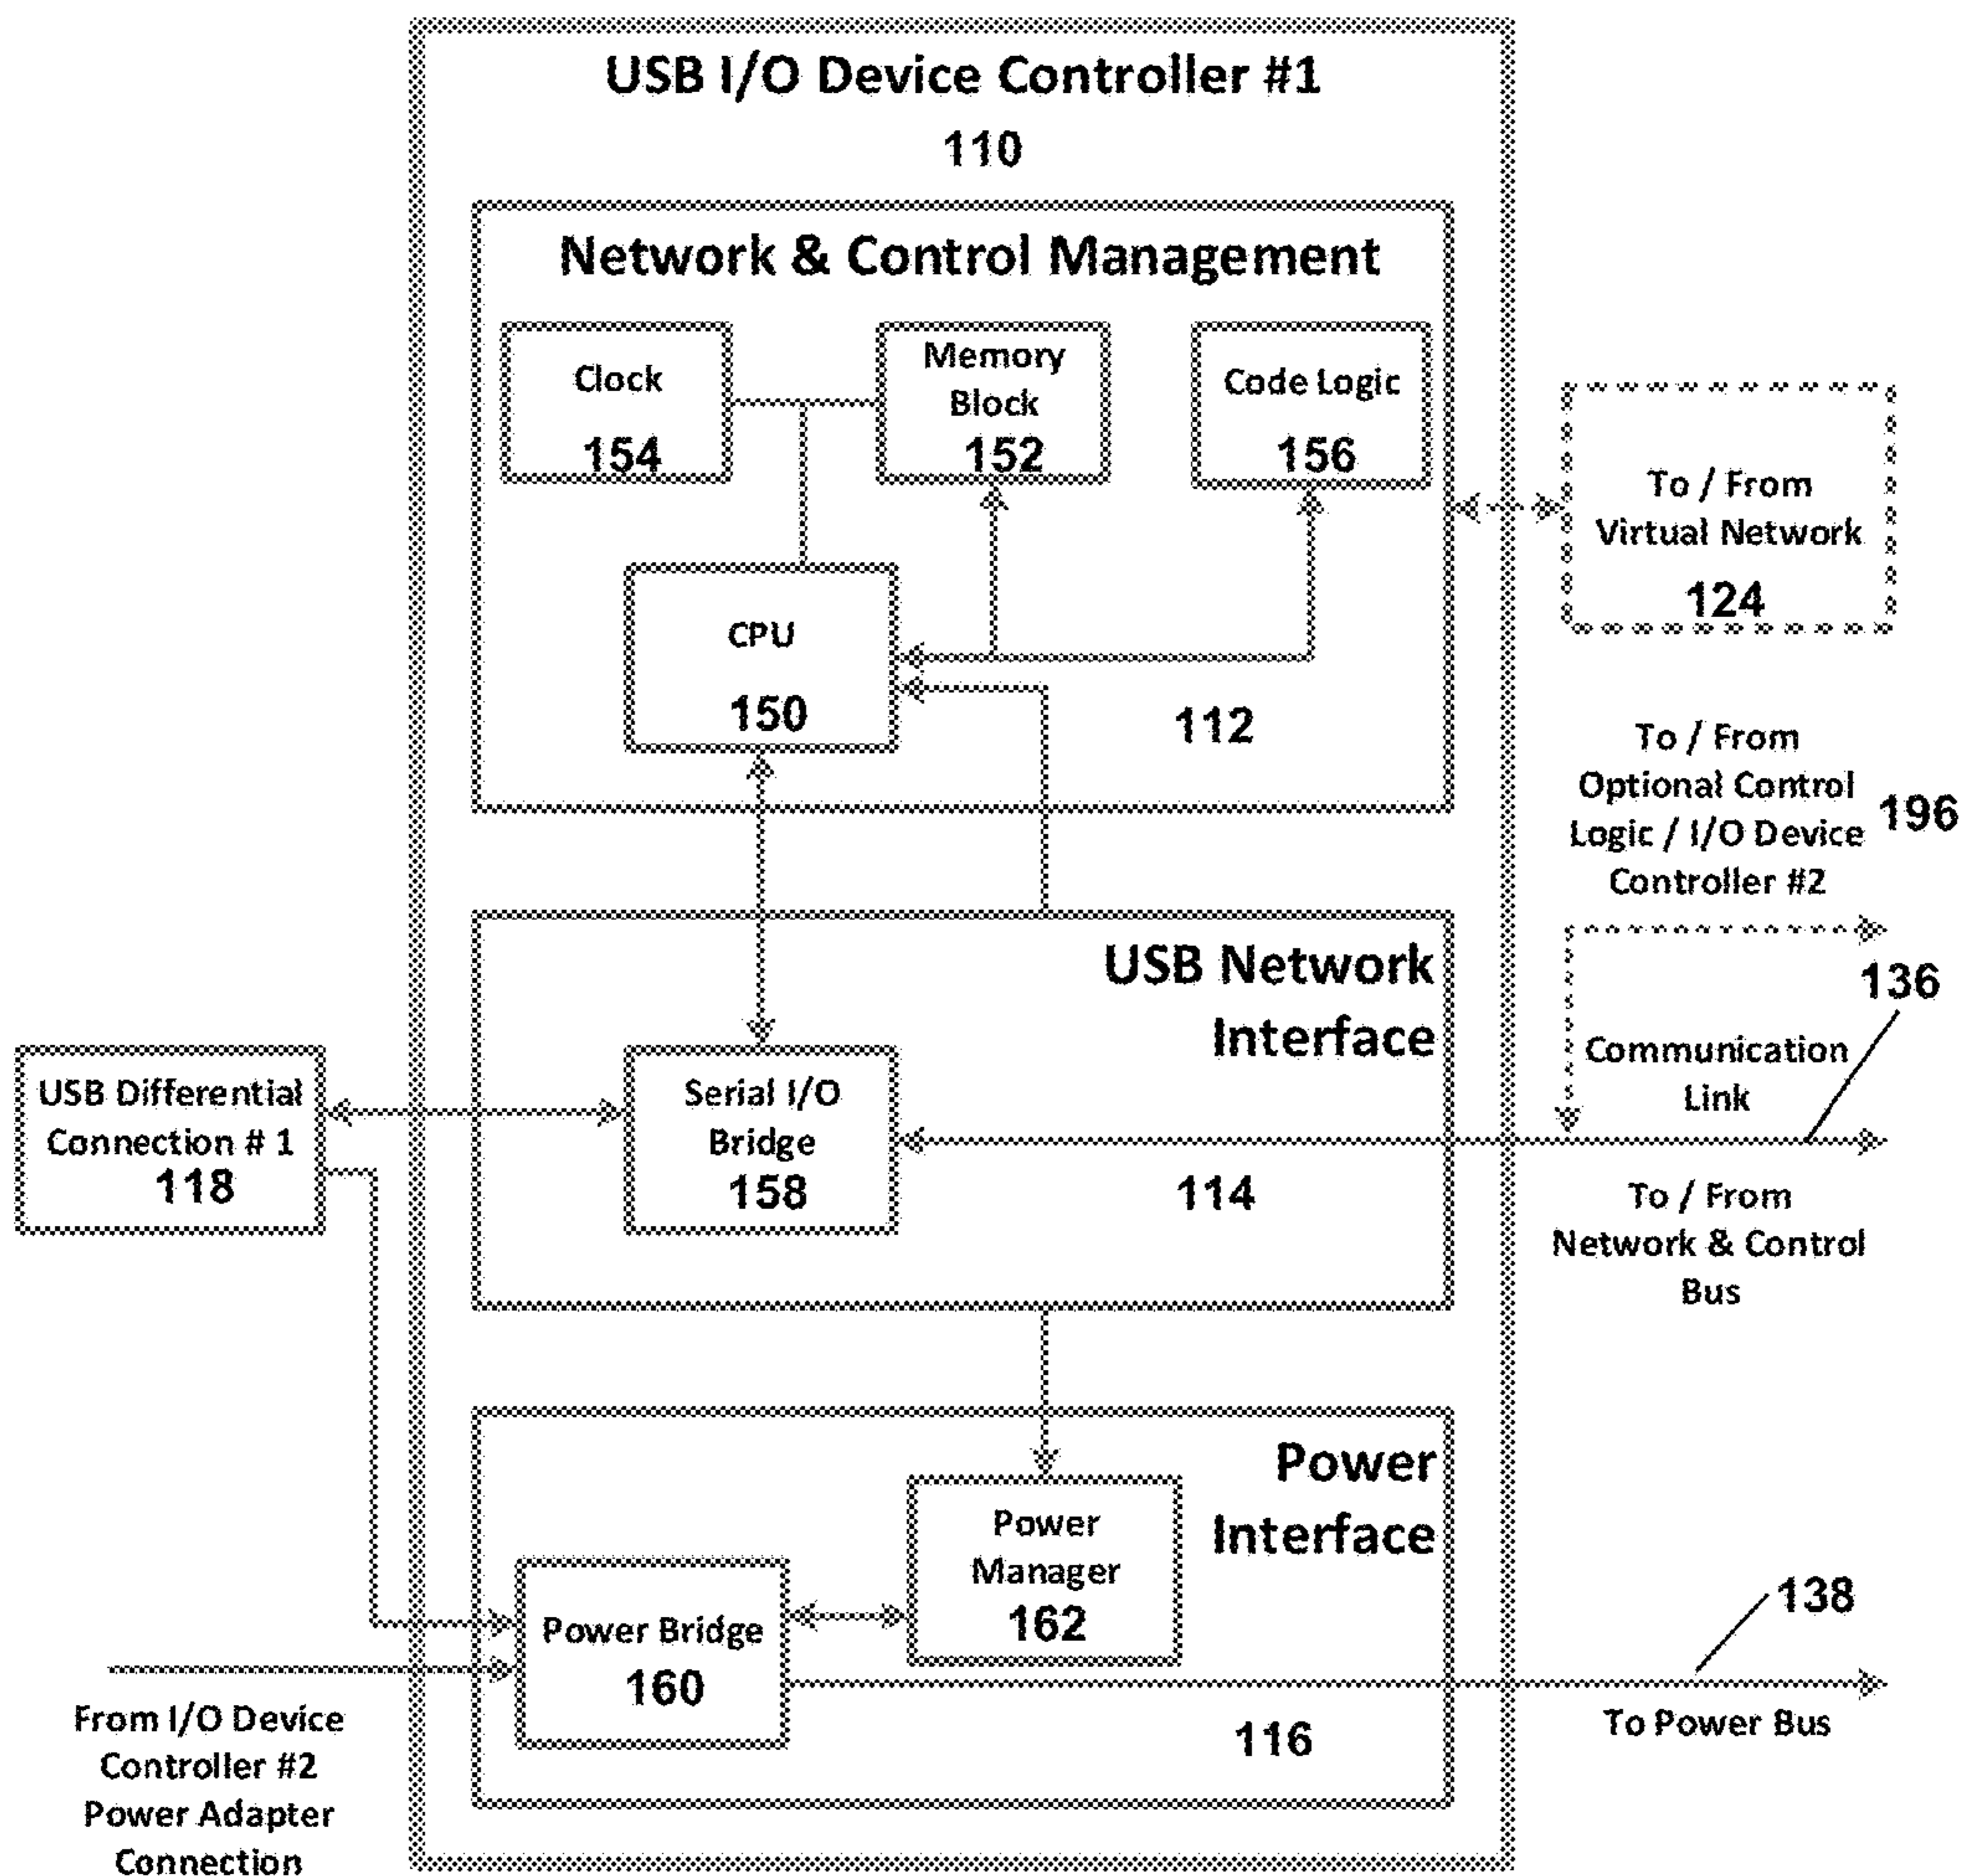 USB I/O Device Controller #1
110
Network & Control Management
Clock
154
Memory
Block
152
Code Logic
156
CPU
150
112
To / From
Virtual Network
124
To / From
Optional Control
Logic / I/O Device
Controller #2
196
136
USB Network
Interface
Communication
Link
USB Differential
Connection # 1
118
Serial I/O
Bridge
158
114
To / From
Network & Control
Bus
Power
Interface
Power
Manager
162
Power Bridge
160
116
138
To Power Bus
From I/O Device
Controller #2
Power Adapter
Connection